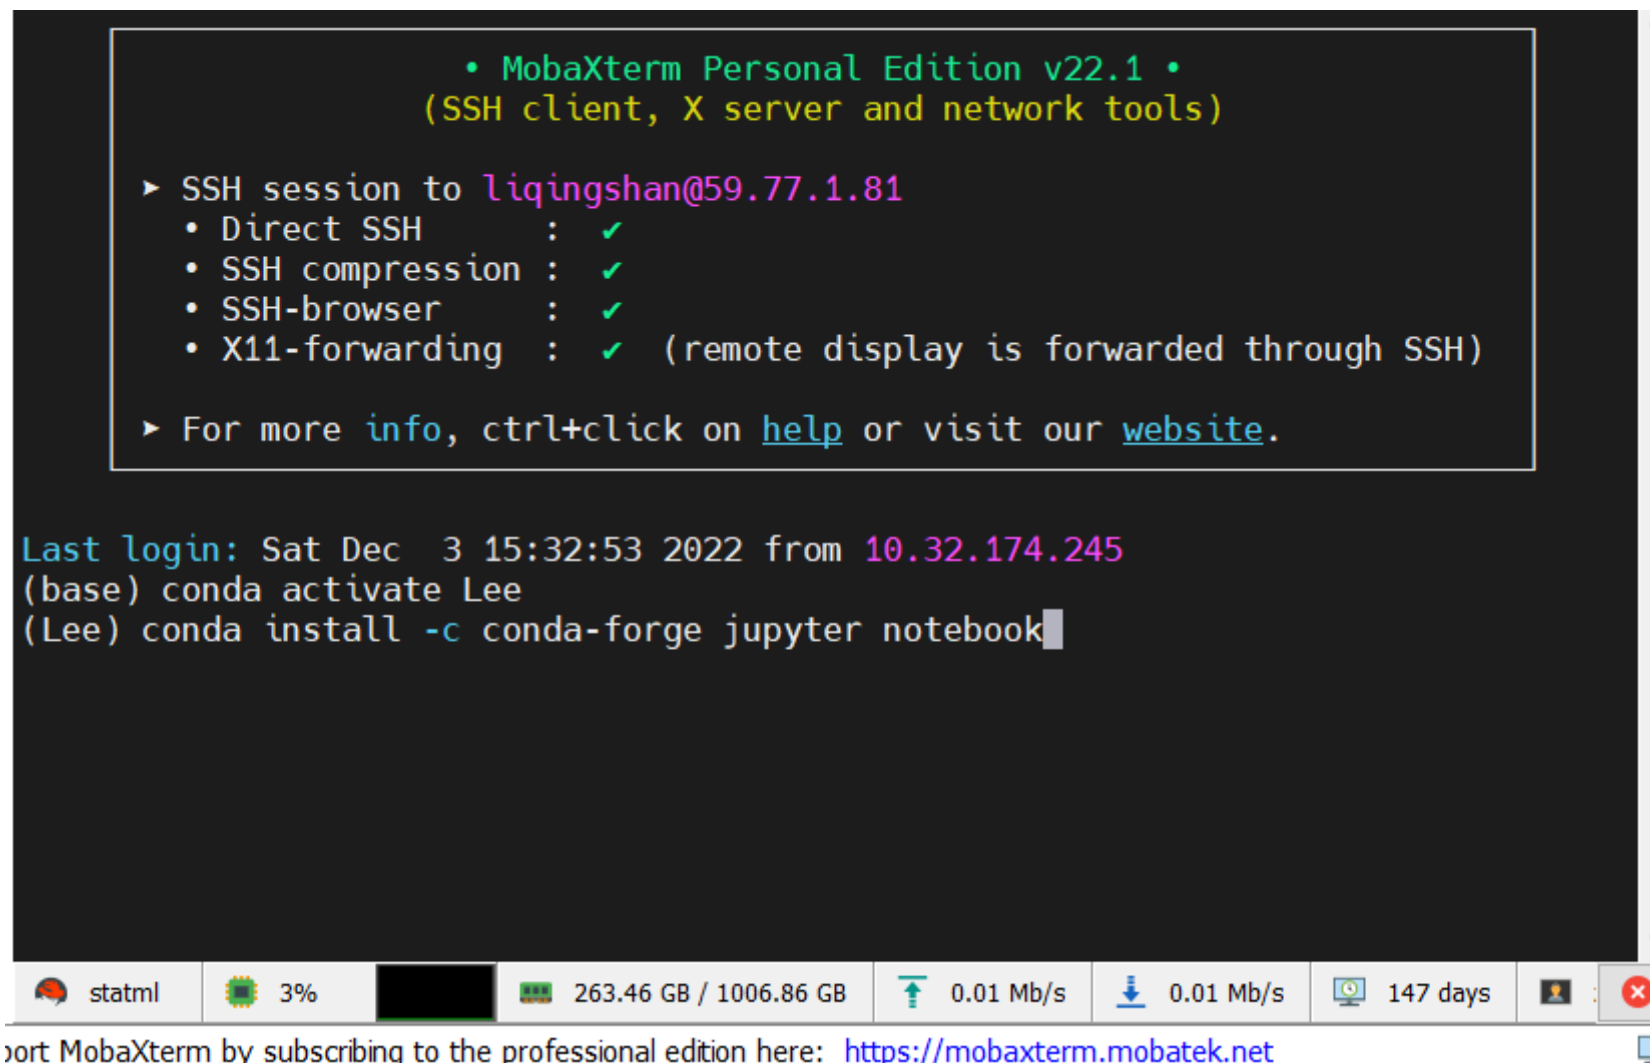 • MobaXterm Personal Edition v22.1 •
(SSH client, X server and network tools)
➤ SSH session to liqingshan@59.77.1.81
• Direct SSH : ✔
• SSH compression : ✔
• SSH-browser : ✔
• X11-forwarding : ✔ (remote display is forwarded through SSH)
➤ For more info, ctrl+click on help or visit our website.
Last login: Sat Dec 3 15:32:53 2022 from 10.32.174.245
(base) conda activate Lee
(Lee) conda install -c conda-forge jupyter notebook
statml 3% 263.46 GB / 1006.86 GB 0.01 Mb/s 0.01 Mb/s 147 days
MobaXterm by subscribing to the professional edition here: https://mobaxterm.mobatek.net